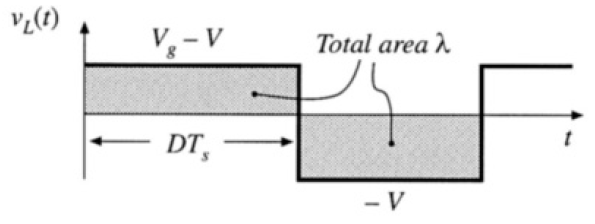 v_L(t)
V_g – V
Total area λ
DT_s
t
– V